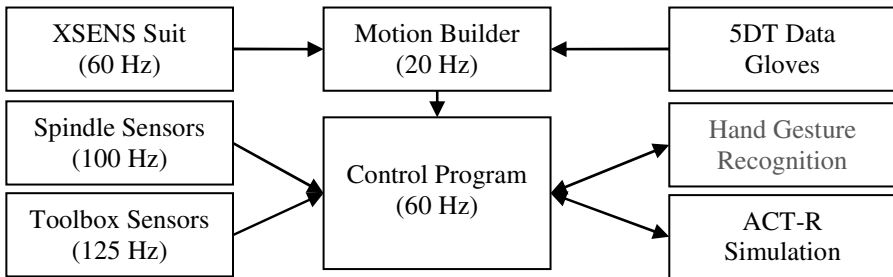 XSENS Suit
(60 Hz)
Motion Builder
(20 Hz)
5DT Data
Gloves
Spindle Sensors
(100 Hz)
Control Program
(60 Hz)
Hand Gesture
Recognition
Toolbox Sensors
(125 Hz)
ACT-R
Simulation